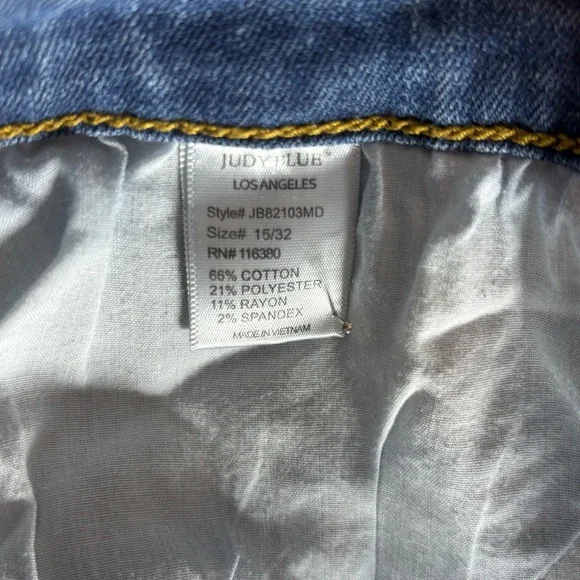 JUDY BLUE®
LOS ANGELES
Style# JB82103MD
Size# 15/32
RN# 116380
66% COTTON
21% POLYESTER
11% RAYON
2% SPANDEX
MADE IN VIETNAM